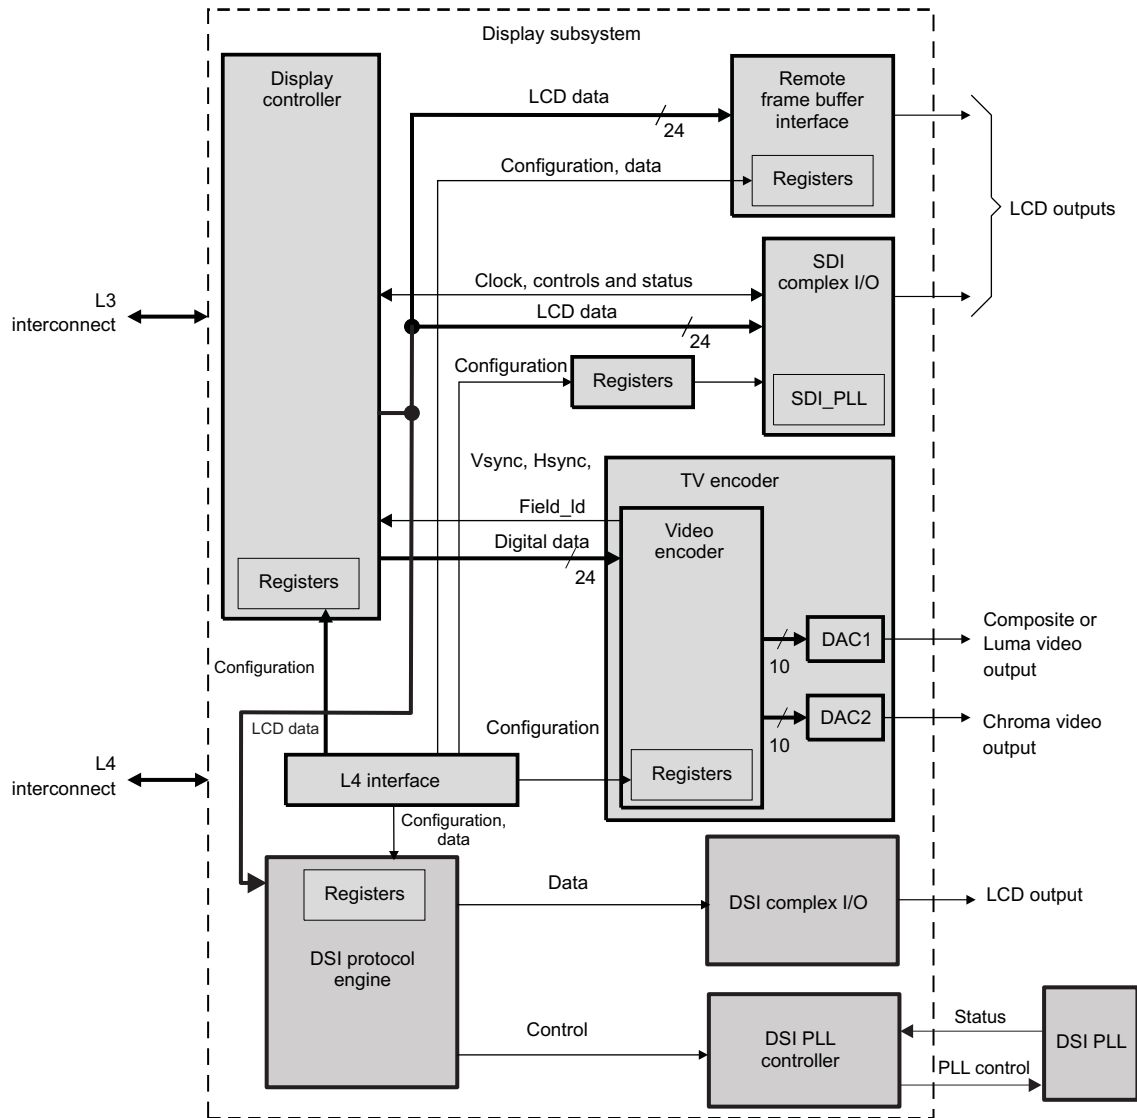 Display subsystem
Display
controller
Remote
frame buffer
interface
Registers
LCD data
24
Configuration, data
LCD outputs
SDI
complex I/O
SDI_PLL
Clock, controls and status
LCD data
24
L3
interconnect
Configuration
Registers
Vsync, Hsync,
Field_Id
Digital data
24
TV encoder
Video
encoder
Registers
Registers
10
DAC1
Composite or
Luma video
output
10
DAC2
Chroma video
output
Configuration
LCD data
Configuration
L4
interconnect
L4 interface
Configuration,
data
Registers
DSI protocol
engine
Data
DSI complex I/O
LCD output
Control
DSI PLL
controller
Status
PLL control
DSI PLL